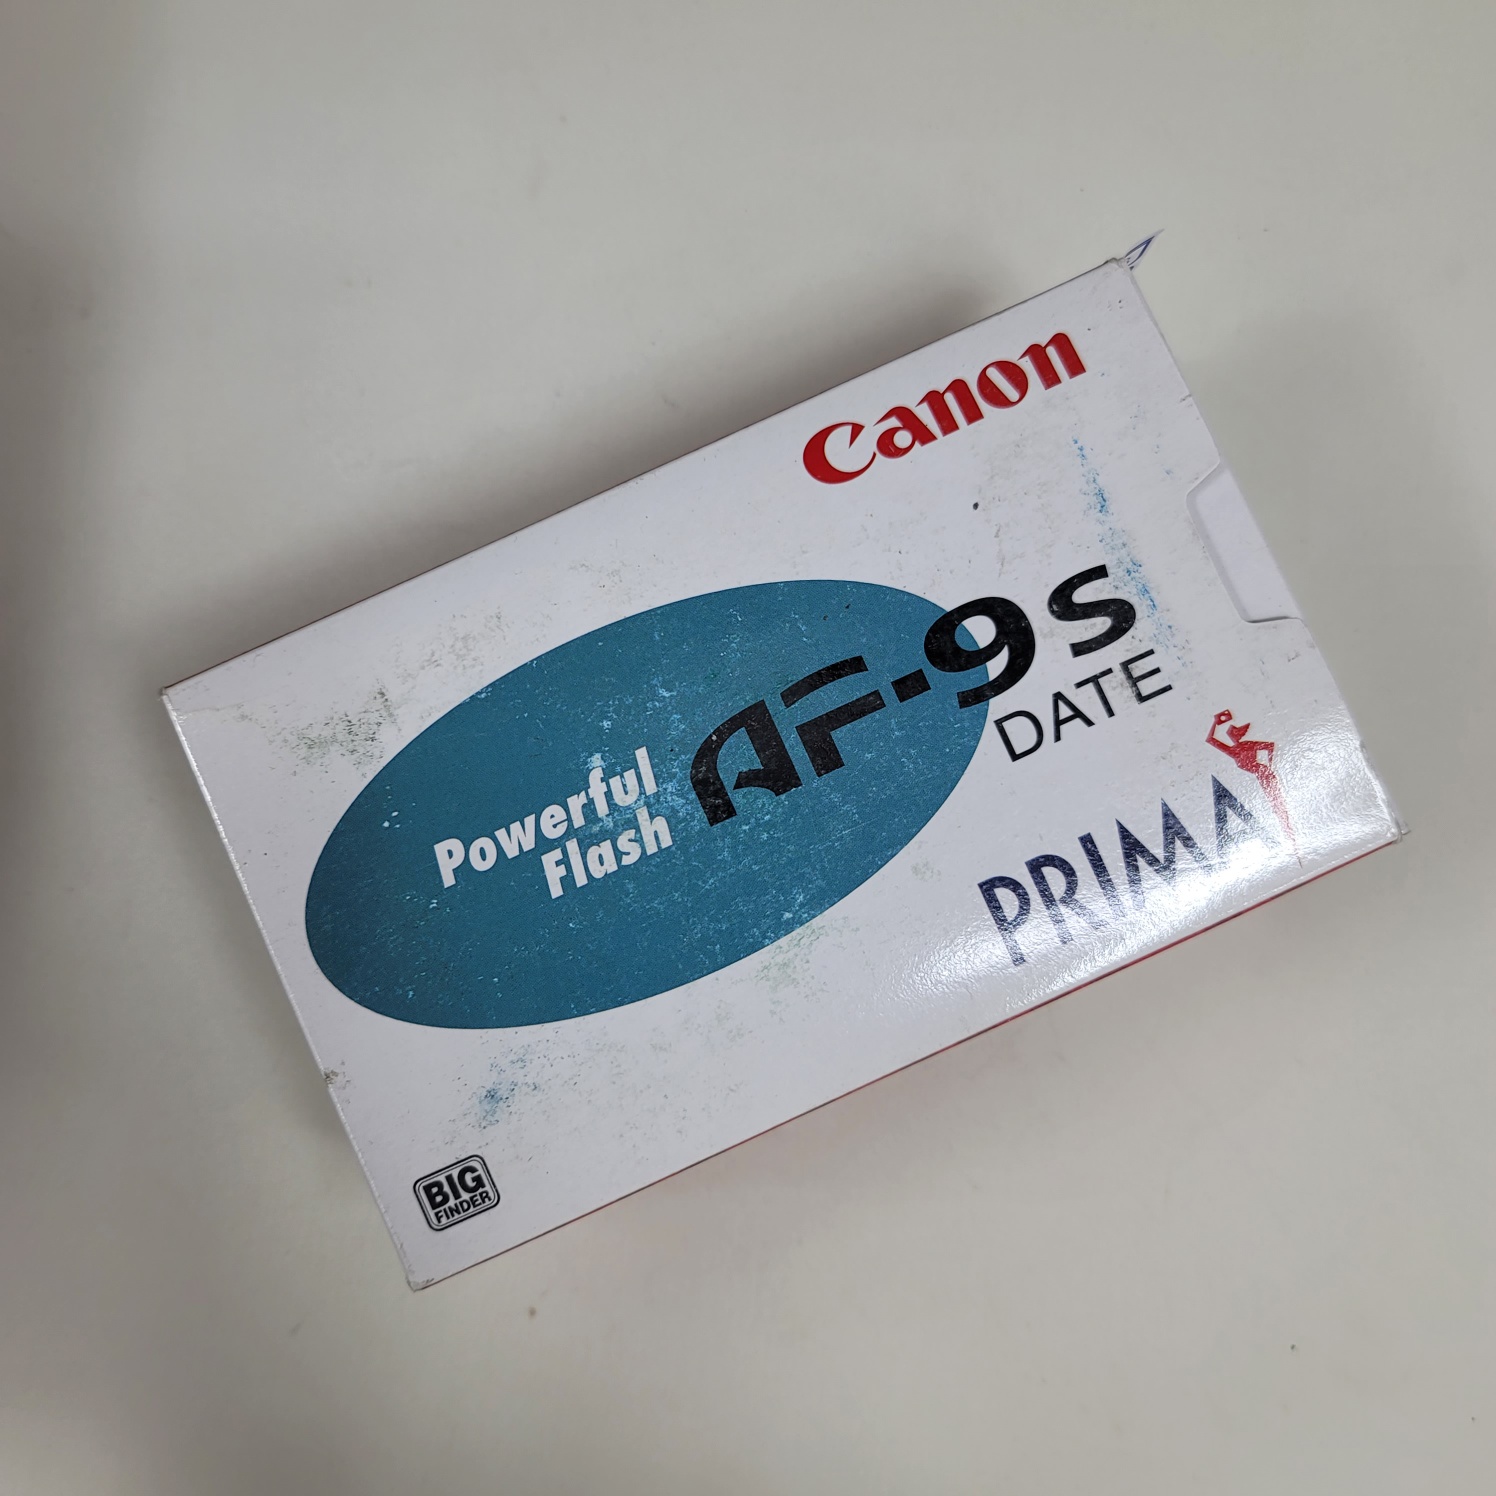 Canon
AF-9s
DATE
Powerful
Flash
PRIMA
BIG
FINDER